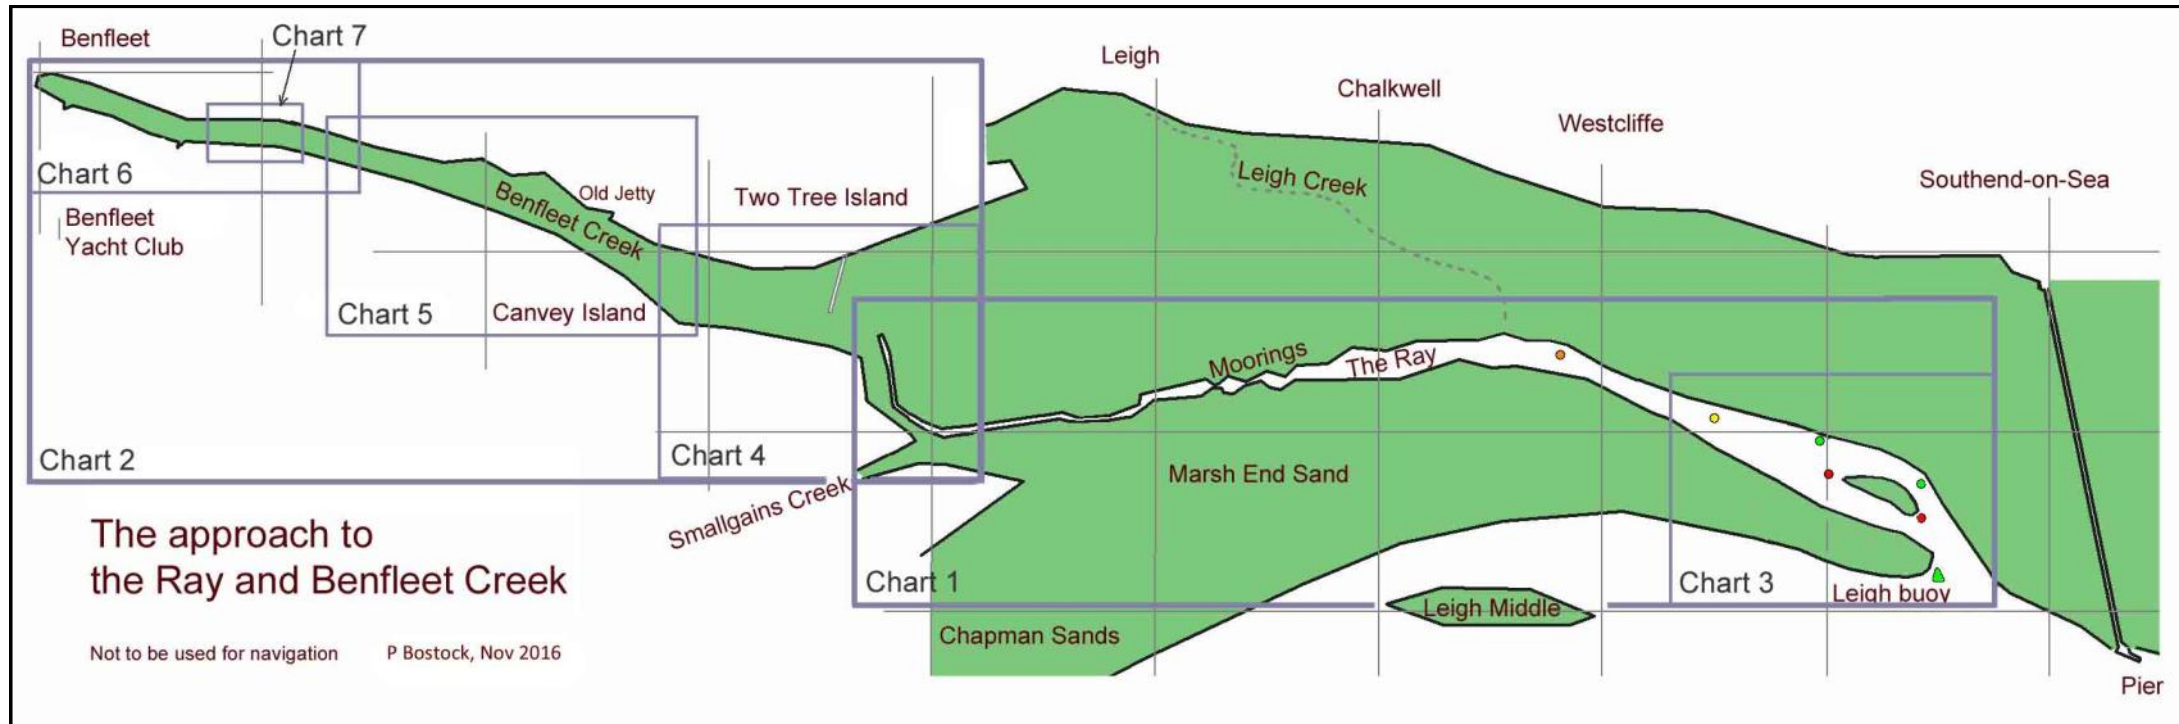 Benfleet
Chart 7
Leigh
Chalkwell
Westcliffe
Southend-on-Sea
Chart 6
Benfleet
Yacht Club
Old Jetty
Two Tree Island
Benfleet Creek
Leigh Creek
Chart 5
Canvey Island
Moorings
The Ray
Chart 2
Chart 4
Smallgains Creek
Marsh End Sand
The approach to
the Ray and Benfleet Creek
Chart 1
Chart 3
Leigh buoy
Leigh Middle
Chapman Sands
Not to be used for navigation
P Bostock, Nov 2016
Pier